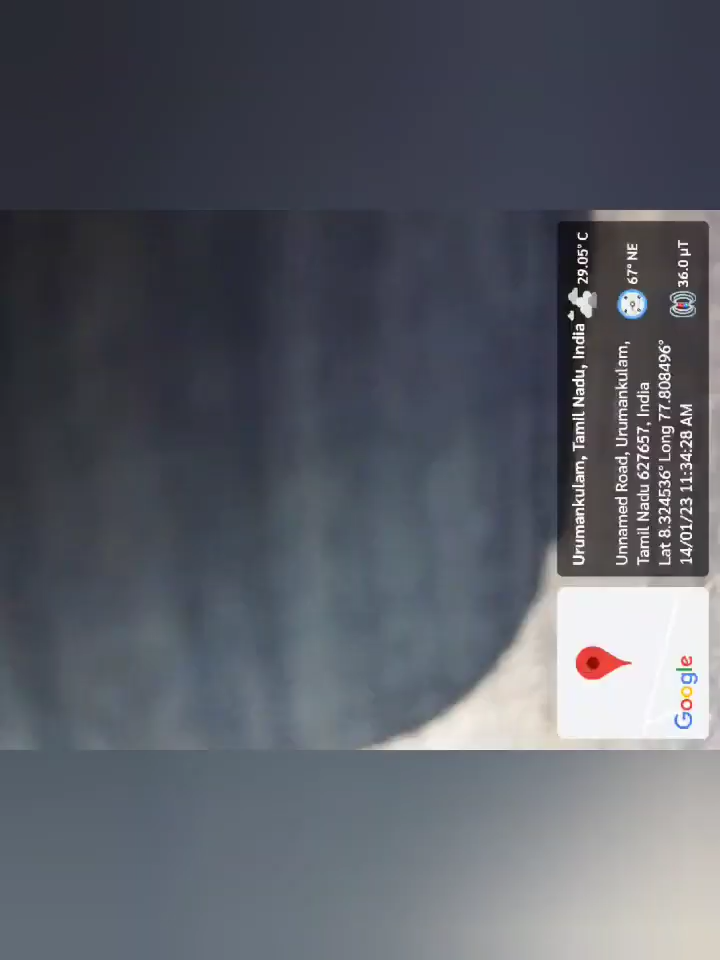 Urumankulam, Tamil Nadu, India
29.05° C
Unnamed Road, Urumankulam,
Tamil Nadu 627657, India
Lat 8.324536° Long 77.808496°
14/01/23 11:34:28 AM
67° NE
36.0 µT
Google